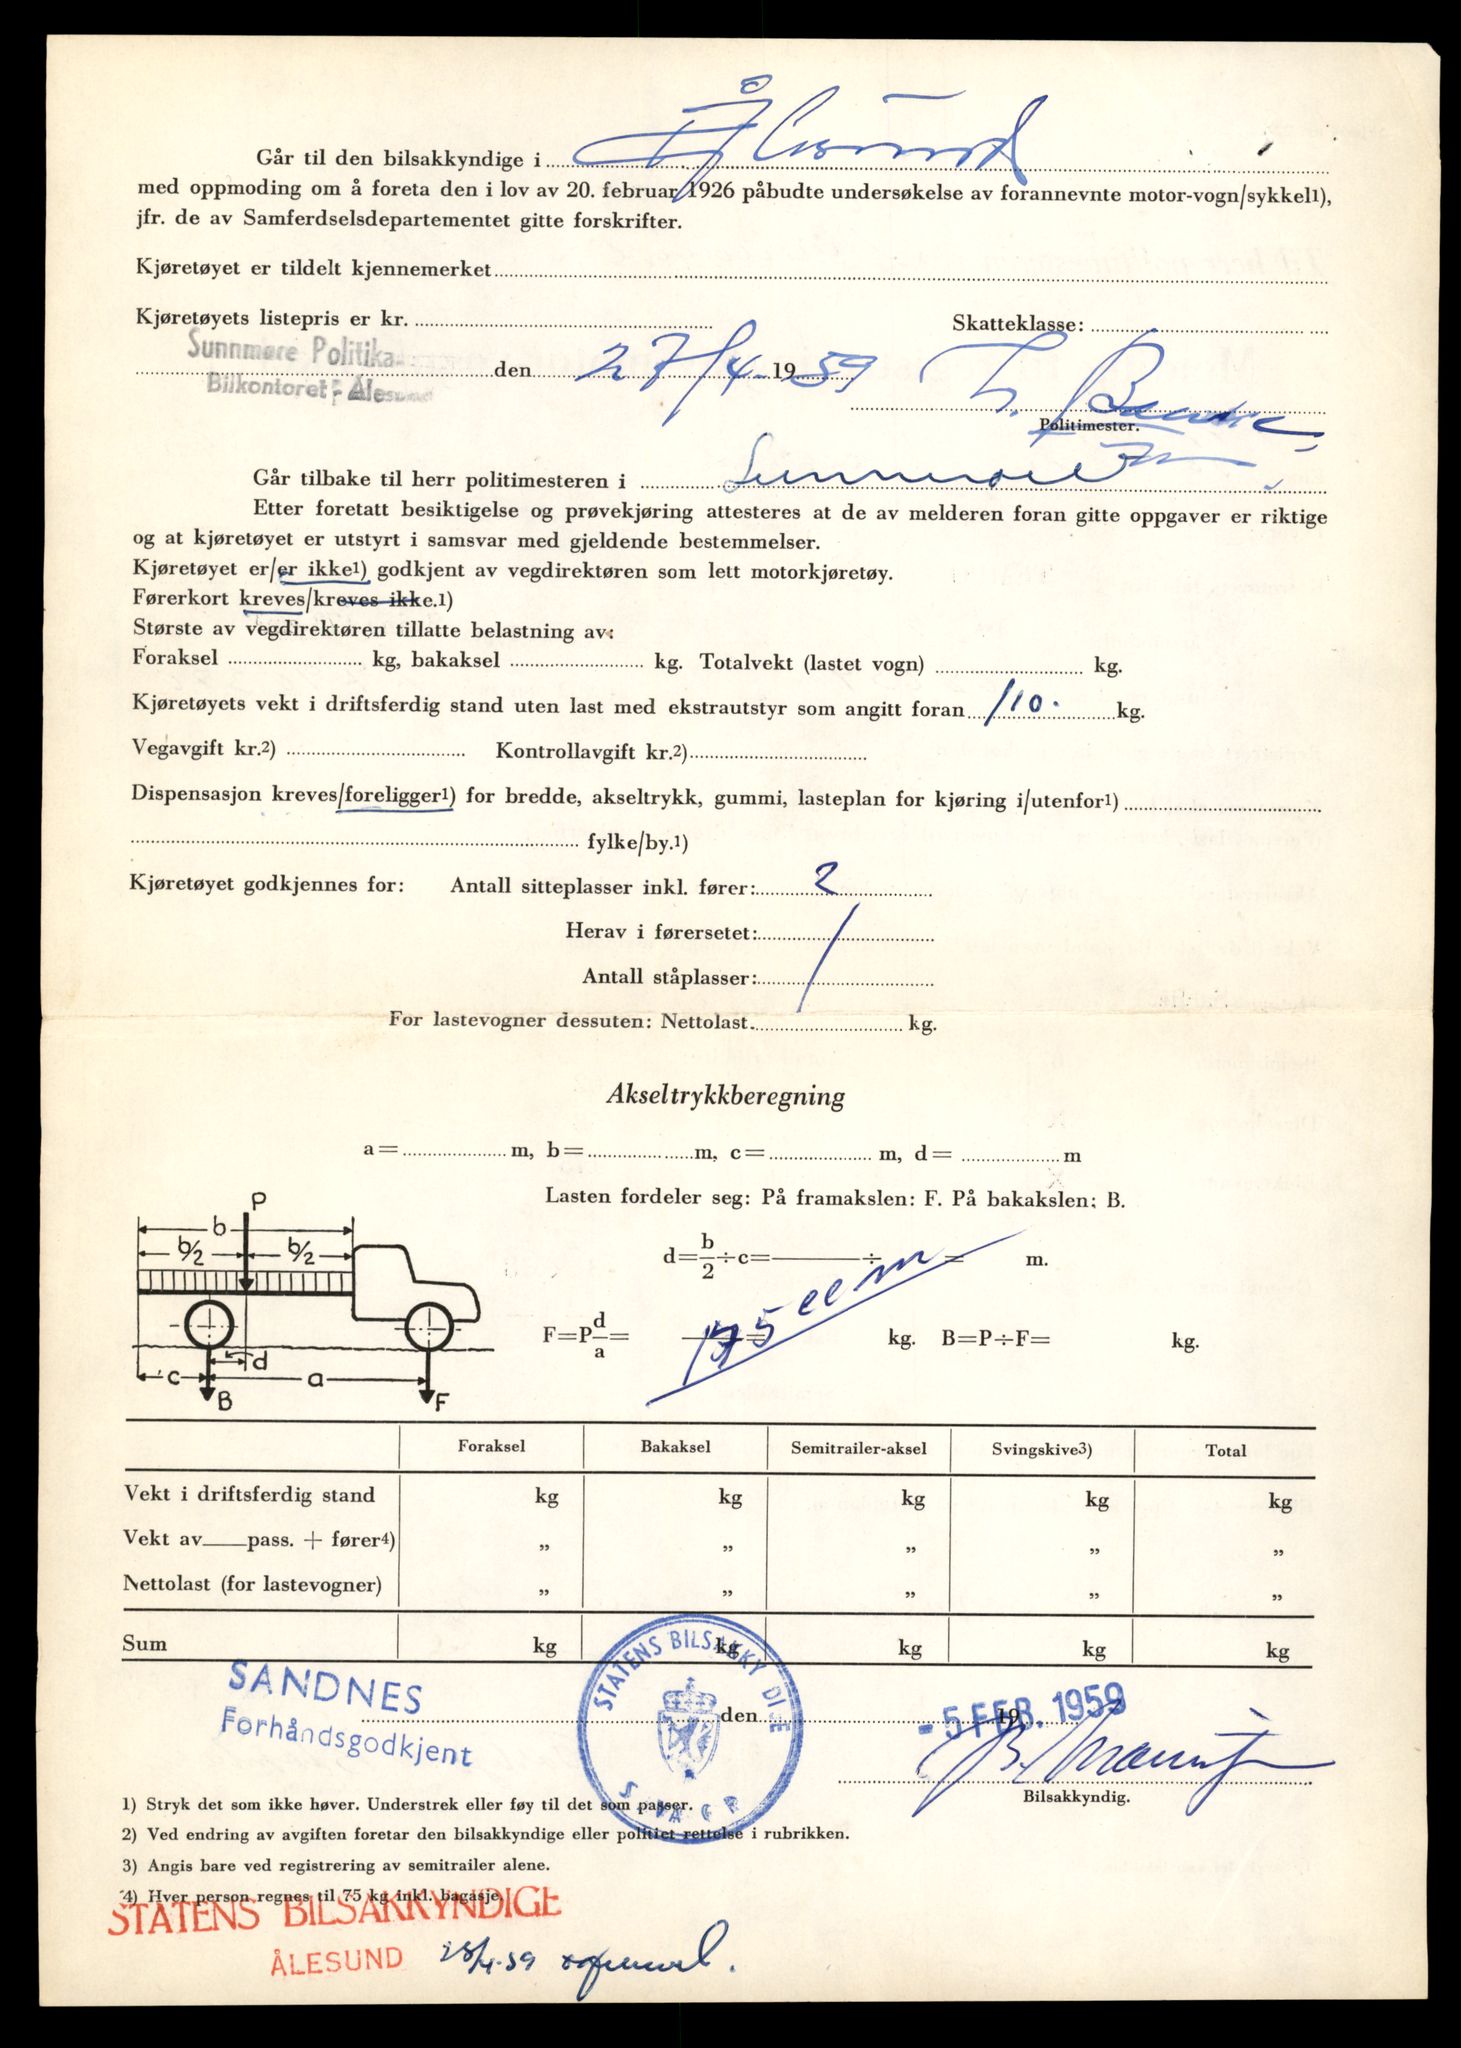 Går til den bilsakkyndige i Ålesund
med oppmoding om å foreta den i lov av 20. februar 1926 påbudte undersøkelse av forannevnte motor-vogn/sykkel1),
jfr. de av Samferdselsdepartementet gitte forskrifter.
Kjøretøyet er tildelt kjennemerket
Kjøretøyets listepris er kr. Skatteklasse:
Sunnmøre Politika
Bilkontoret - Ålesund
den 27/4. 19 59
Politimester.
Går tilbake til herr politimesteren i Sunnmøre
Etter foretatt besiktigelse og prøvekjøring attesteres at de av melderen foran gitte oppgaver er riktige
og at kjøretøyet er utstyrt i samsvar med gjeldende bestemmelser.
Kjøretøyet er/er ikke1) godkjent av vegdirektøren som lett motorkjøretøy.
Førerkort kreves/kreves ikke.1)
Største av vegdirektøren tillatte belastning av:
Foraksel kg, bakaksel kg. Totalvekt (lastet vogn) kg.
Kjøretøyets vekt i driftsferdig stand uten last med ekstrautstyr som angitt foran 110. kg.
Vegavgift kr.2) Kontrollavgift kr.2)
Dispensasjon kreves/foreligger1) for bredde, akseltrykk, gummi, lasteplan for kjøring i/utenfor1)
fylke/by.1)
Kjøretøyet godkjennes for: Antall sitteplasser inkl. fører: 2
Herav i førersetet:
Antall ståplasser:
For lastevogner dessuten: Nettolast. kg.
Akseltrykkberegning
a= m, b= m, c= m, d= m
Lasten fordeler seg: På framakslen: F. På bakakslen: B.
P
b
b/2 b/2
d=b/2÷c= ÷ = m.
175 ccm
F=Pd/a= = kg. B=P÷F= kg.
d
c a
B F
Foraksel Bakaksel Semitrailer-aksel Svingskive3) Total
Vekt i driftsferdig stand kg kg kg kg kg
Vekt av pass. + fører4) „ „ „ „ „
Nettolast (for lastevogner) „ „ „ „ „
Sum kg kg kg kg kg
SANDNES
Forhåndsgodkjent
STATENS BILSAKKYNDIGE
den 19
- 5 FEB. 1959
Bilsakkyndig.
1) Stryk det som ikke høver. Understrek eller føy til det som passer.
2) Ved endring av avgiften foretar den bilsakkyndige eller politiet rettelse i rubrikken.
3) Angis bare ved registrering av semitrailer alene.
4) Hver person regnes til 75 kg inkl. bagasje.
STATENS BILSAKKYNDIGE
ÅLESUND 28/4.59